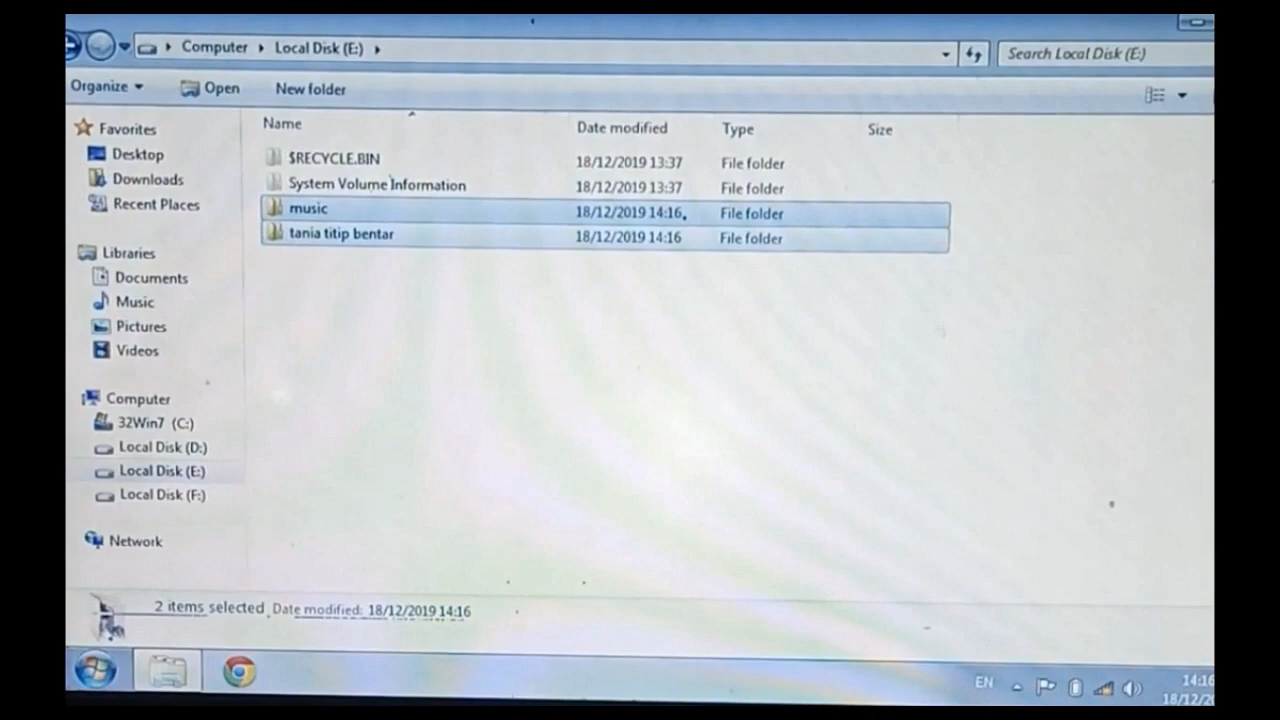 Computer Local Disk (E:)
Search Local Disk (E:)
Organize Open New folder
Name Date modified Type Size
$RECYCLE.BIN 18/12/2019 13:37 File folder
System Volume Information 18/12/2019 13:37 File folder
music 18/12/2019 14:16 File folder
tania titip bentar 18/12/2019 14:16 File folder
Favorites
Desktop
Downloads
Recent Places
Libraries
Documents
Music
Pictures
Videos
Computer
32Win7 (C:)
Local Disk (D:)
Local Disk (E:)
Local Disk (F:)
Network
2 items selected Date modified: 18/12/2019 14:16
EN
14:16
18/12/20